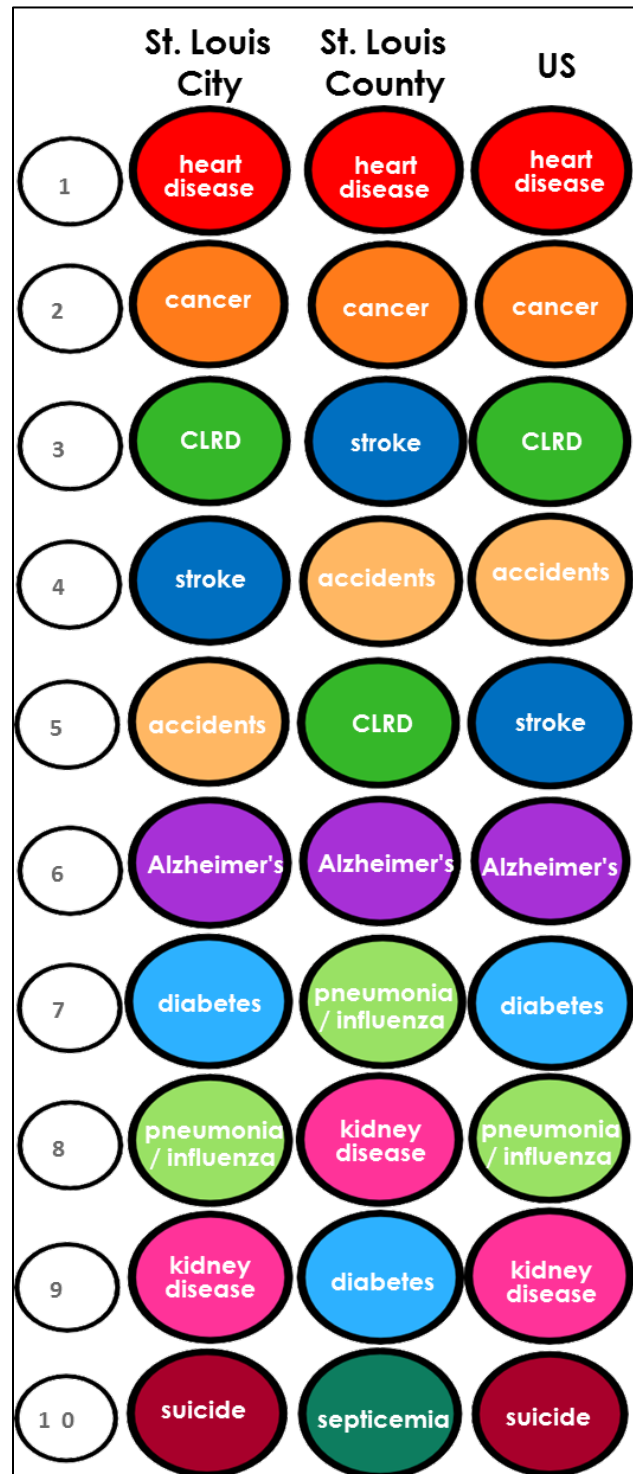 St. Louis City
St. Louis County
US
1
heart disease
heart disease
heart disease
2
cancer
cancer
cancer
3
CLRD
stroke
CLRD
4
stroke
accidents
accidents
5
accidents
CLRD
stroke
6
Alzheimer's
Alzheimer's
Alzheimer's
7
diabetes
pneumonia / influenza
diabetes
8
pneumonia / influenza
kidney disease
pneumonia / influenza
9
kidney disease
diabetes
kidney disease
1 0
suicide
septicemia
suicide